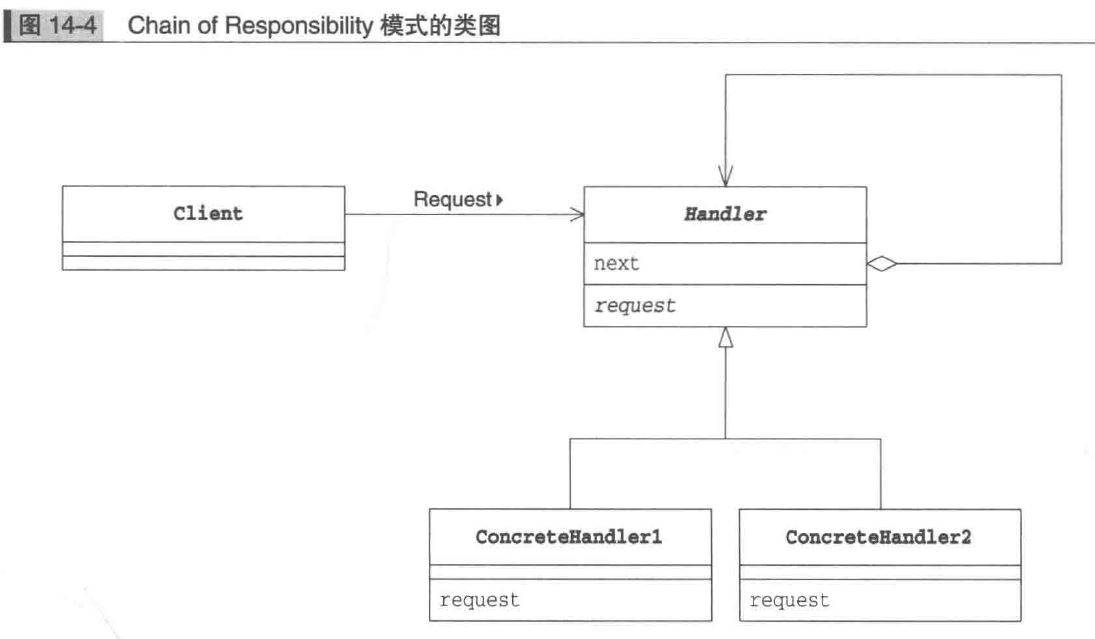 图 14-4 Chain of Responsibility 模式的类图
Client
Request
Handler
next
request
ConcreteHandler1
request
ConcreteHandler2
request